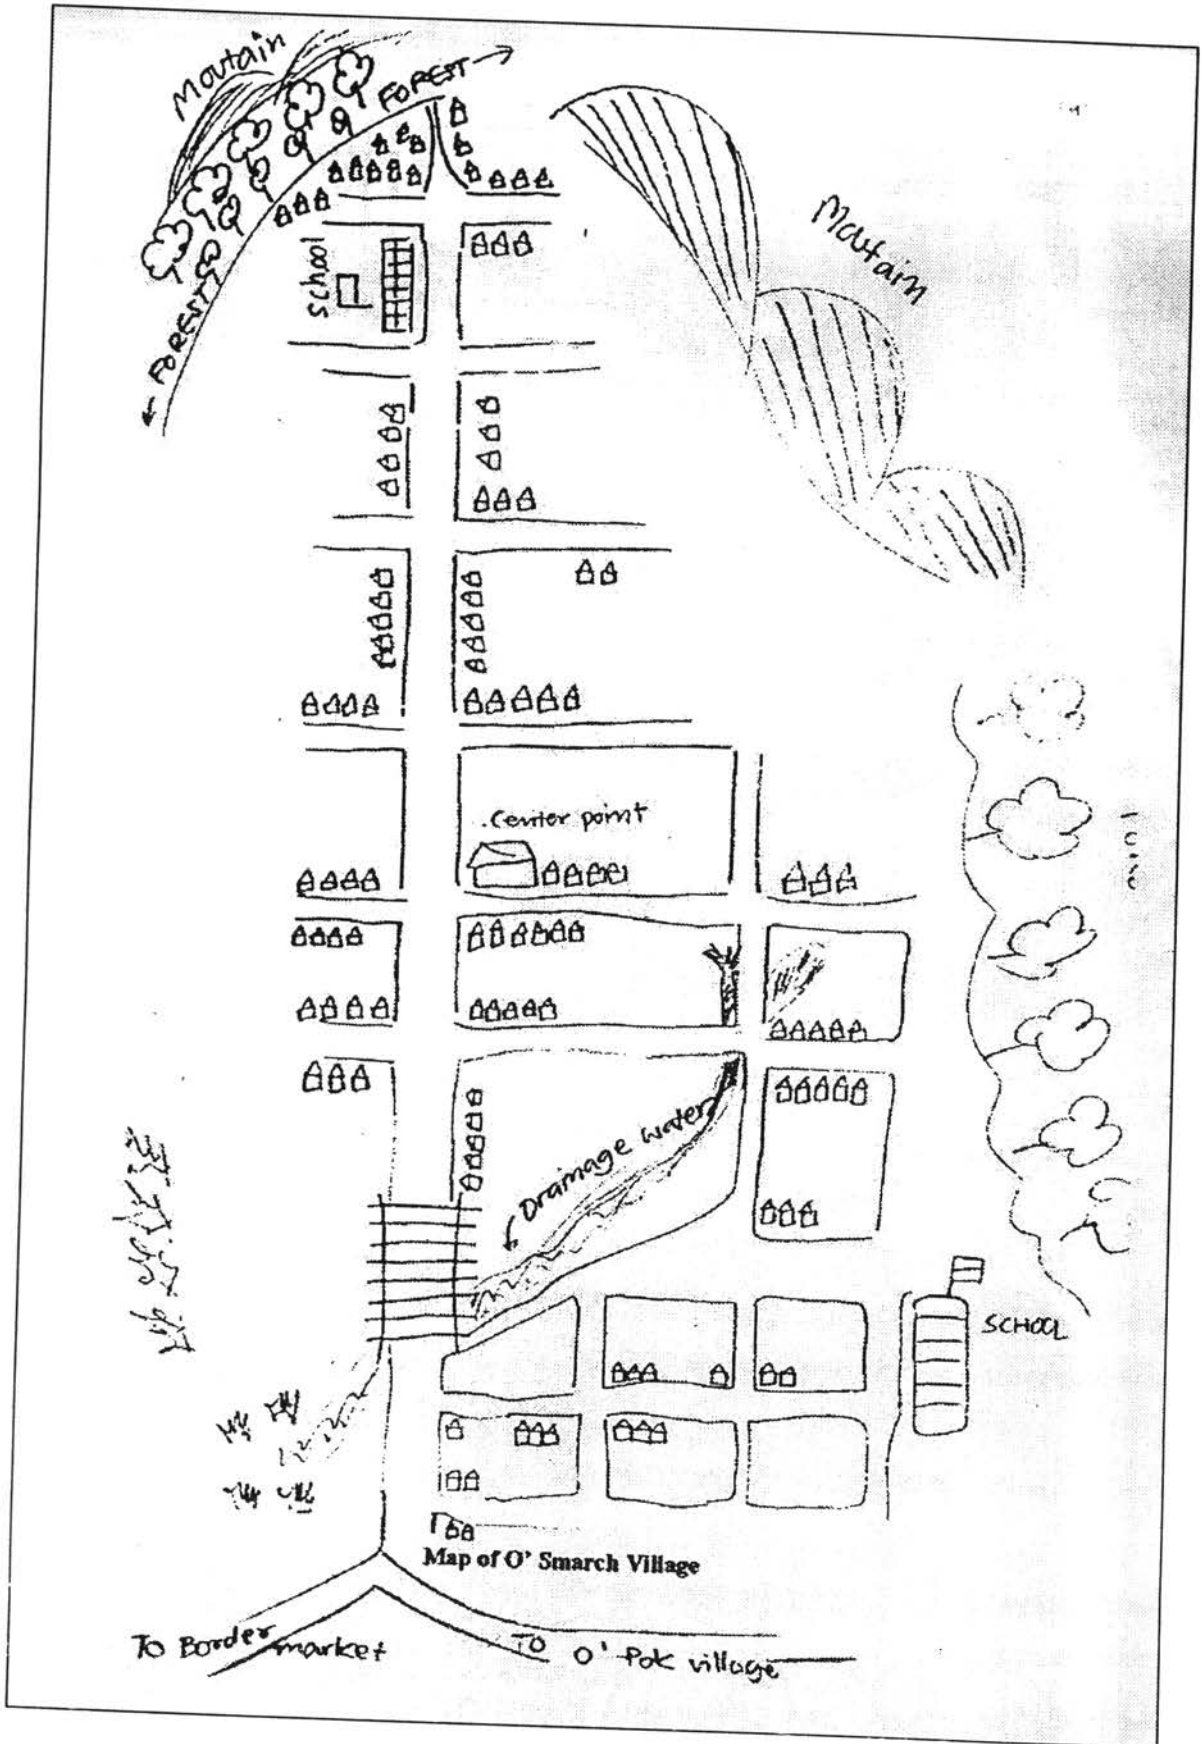 Moutain
FOREST →
Moutain
School
← FOREST
.Center point
Drainage water
SCHOOL
Map of O' Smarch Village
To Border market
To O' Pok village